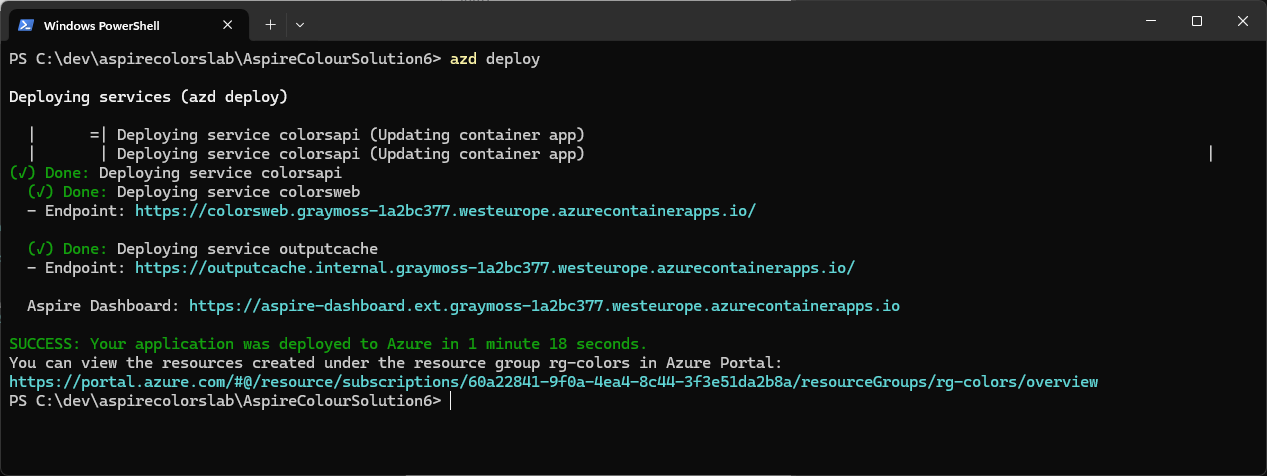 Windows PowerShell
PS C:\dev\aspirecolorslab\AspireColourSolution6> azd deploy
Deploying services (azd deploy)
|      =| Deploying service colorsapi (Updating container app)
|       | Deploying service colorsapi (Updating container app)                                                                     |
(√) Done: Deploying service colorsapi
(√) Done: Deploying service colorsweb
- Endpoint: https://colorsweb.graymoss-1a2bc377.westeurope.azurecontainerapps.io/
(√) Done: Deploying service outputcache
- Endpoint: https://outputcache.internal.graymoss-1a2bc377.westeurope.azurecontainerapps.io/
Aspire Dashboard: https://aspire-dashboard.ext.graymoss-1a2bc377.westeurope.azurecontainerapps.io
SUCCESS: Your application was deployed to Azure in 1 minute 18 seconds.
You can view the resources created under the resource group rg-colors in Azure Portal:
https://portal.azure.com/#@/resource/subscriptions/60a22841-9f0a-4ea4-8c44-3f3e51da2b8a/resourceGroups/rg-colors/overview
PS C:\dev\aspirecolorslab\AspireColourSolution6>